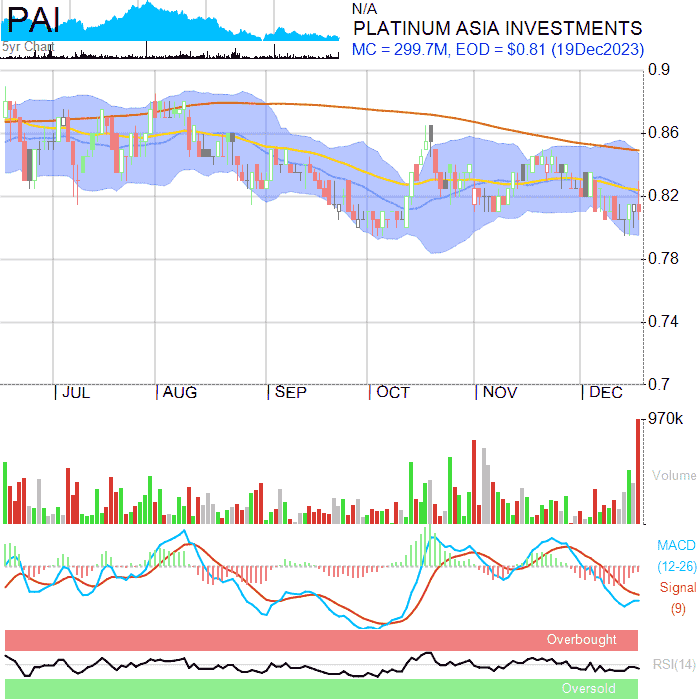 PAI
5yr Chart
N/A
PLATINUM ASIA INVESTMENTS
MC = 299.7M, EOD = $0.81 (19Dec2023)
0.9
0.86
0.82
0.78
0.74
0.7
JUL AUG SEP OCT NOV DEC
970k
Volume
MACD
(12-26)
Signal
(9)
Overbought
RSI(14)
Oversold